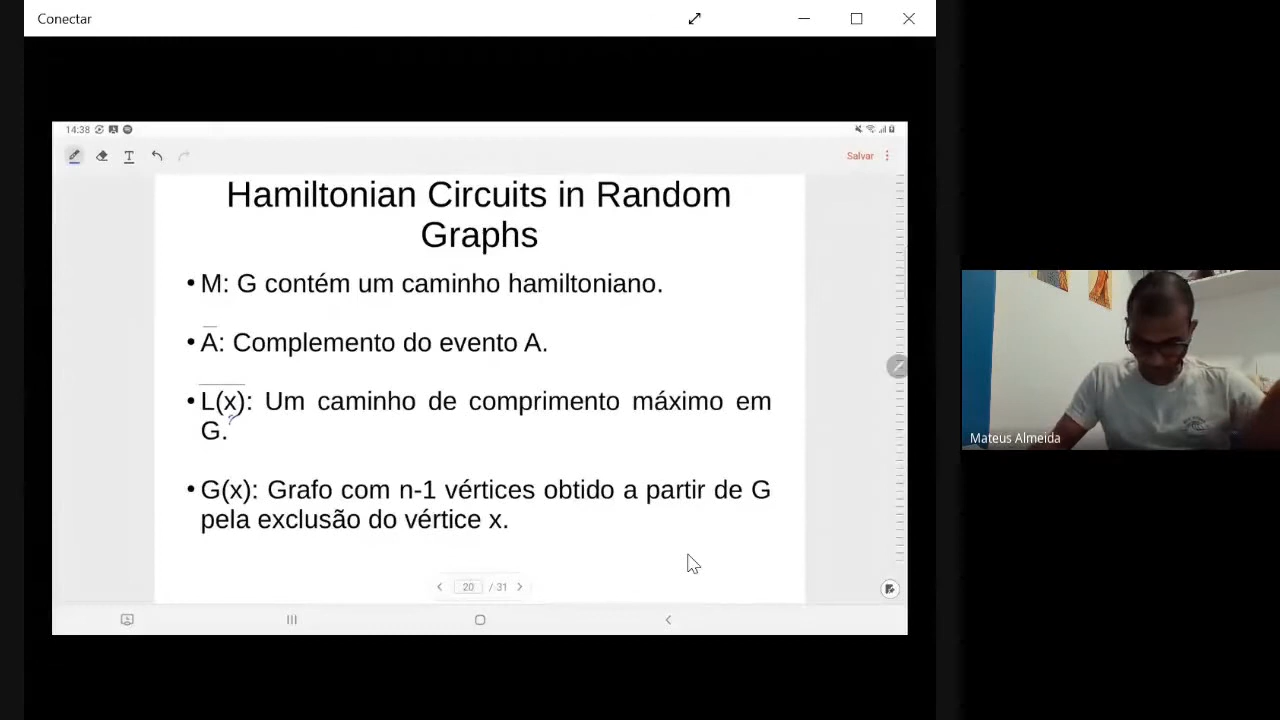 Conectar
14:38
Salvar
Hamiltonian Circuits in Random
Graphs
• M: G contém um caminho hamiltoniano.
• A̅: Complemento do evento A.
• L(x): Um caminho de comprimento máximo em
G.
• G(x): Grafo com n-1 vértices obtido a partir de G
pela exclusão do vértice x.
20 / 31
Mateus Almeida